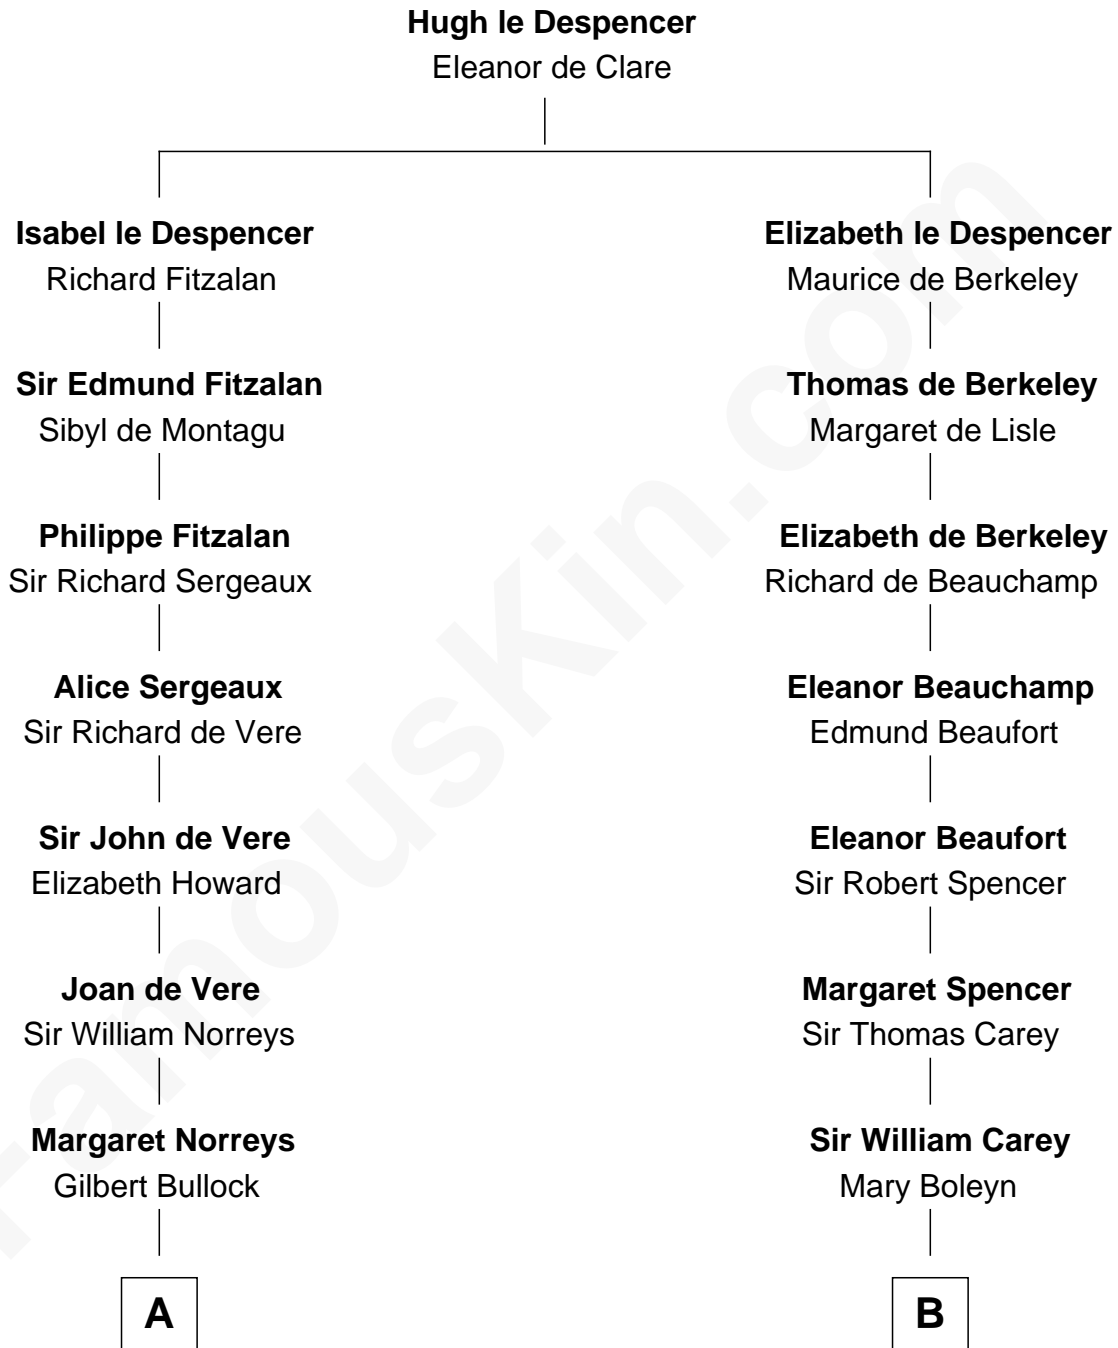 Hugh le Despencer
Eleanor de Clare
Isabel le Despencer
Richard Fitzalan
Elizabeth le Despencer
Maurice de Berkeley
Sir Edmund Fitzalan
Sibyl de Montagu
Thomas de Berkeley
Margaret de Lisle
Philippe Fitzalan
Sir Richard Sergeaux
Elizabeth de Berkeley
Richard de Beauchamp
Alice Sergeaux
Sir Richard de Vere
Eleanor Beauchamp
Edmund Beaufort
Sir John de Vere
Elizabeth Howard
Eleanor Beaufort
Sir Robert Spencer
Joan de Vere
Sir William Norreys
Margaret Spencer
Sir Thomas Carey
Margaret Norreys
Gilbert Bullock
Sir William Carey
Mary Boleyn
A
B
FamousKin.com